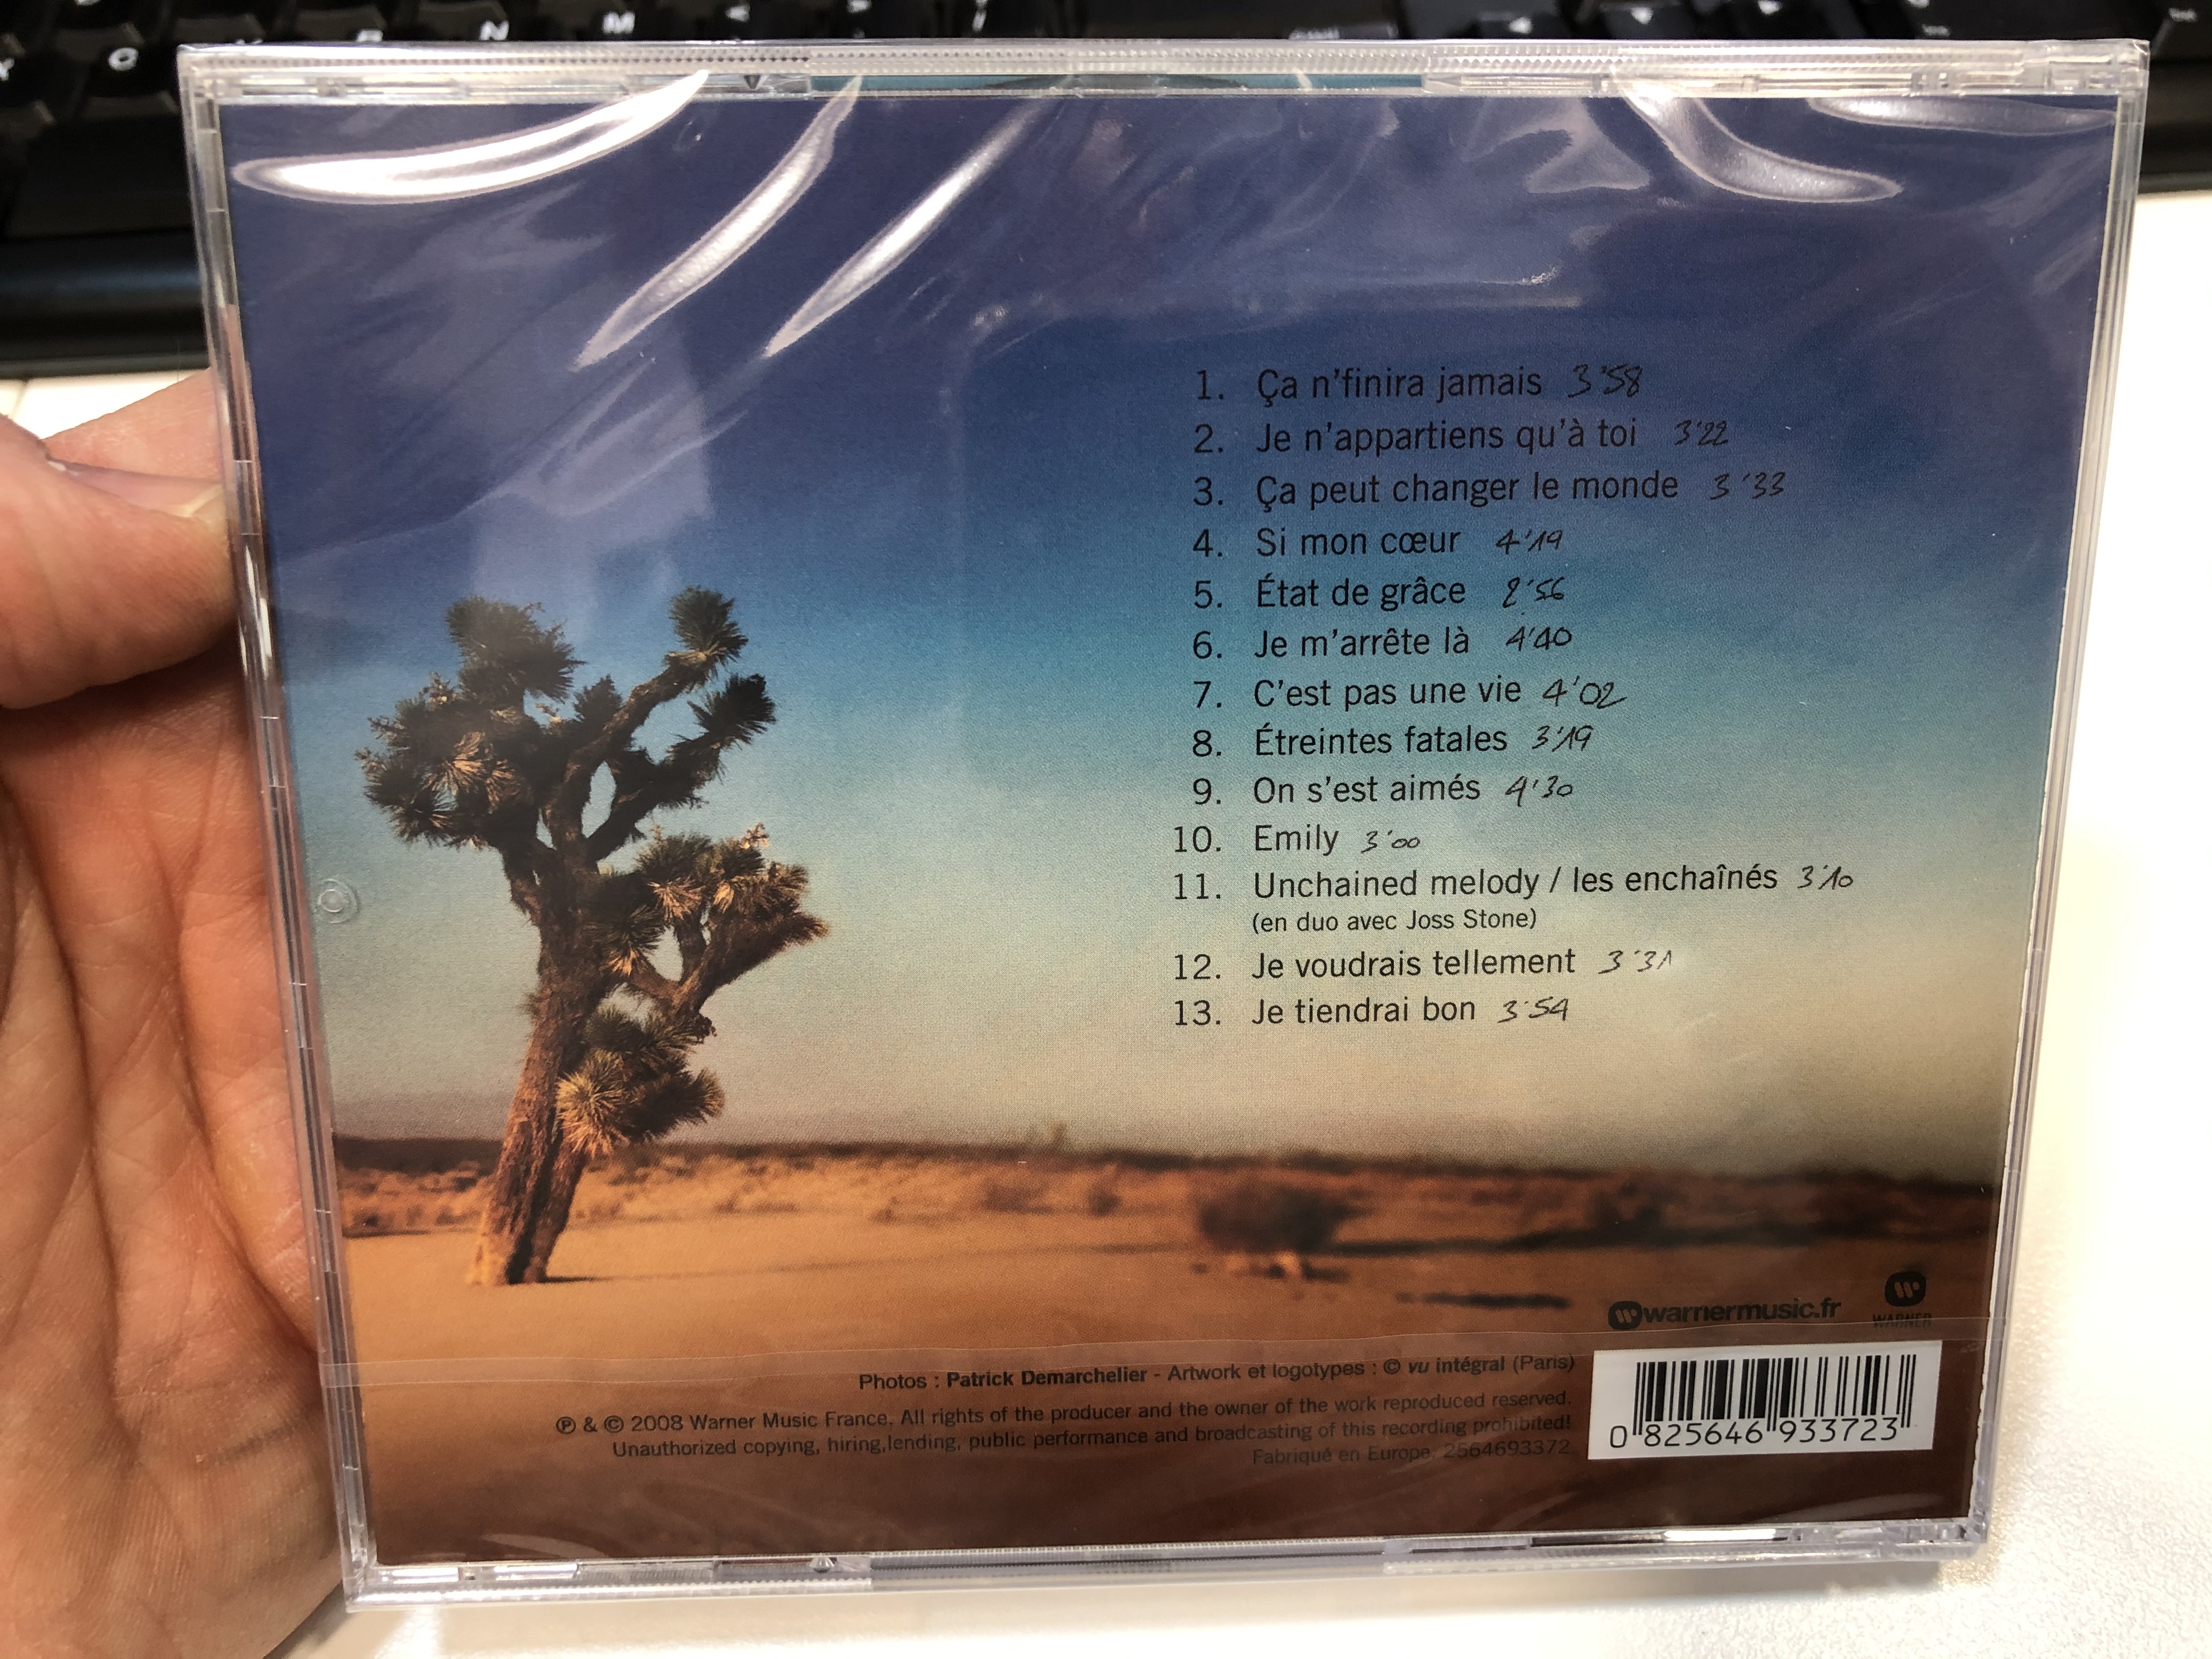 C
N
M
1. Ça n'finira jamais 3'58
2. Je n'appartiens qu'à toi 3'22
3. Ça peut changer le monde 3'33
4. Si mon cœur 4'19
5. État de grâce 2'56
6. Je m'arrête là 4'40
7. C'est pas une vie 4'02
8. Étreintes fatales 3'19
9. On s'est aimés 4'30
10. Emily 3'00
11. Unchained melody / les enchaînés 3'10
(en duo avec Joss Stone)
12. Je voudrais tellement 3'31
13. Je tiendrai bon 3'54
warnermusic.fr
WARNER
Photos : Patrick Demarchelier - Artwork et logotypes : © vu intégral (Paris)
℗ & © 2008 Warner Music France. All rights of the producer and the owner of the work reproduced reserved.
Unauthorized copying, hiring,lending, public performance and broadcasting of this recording prohibited!
Fabriqué en Europe. 2564693372
0 825646 933723